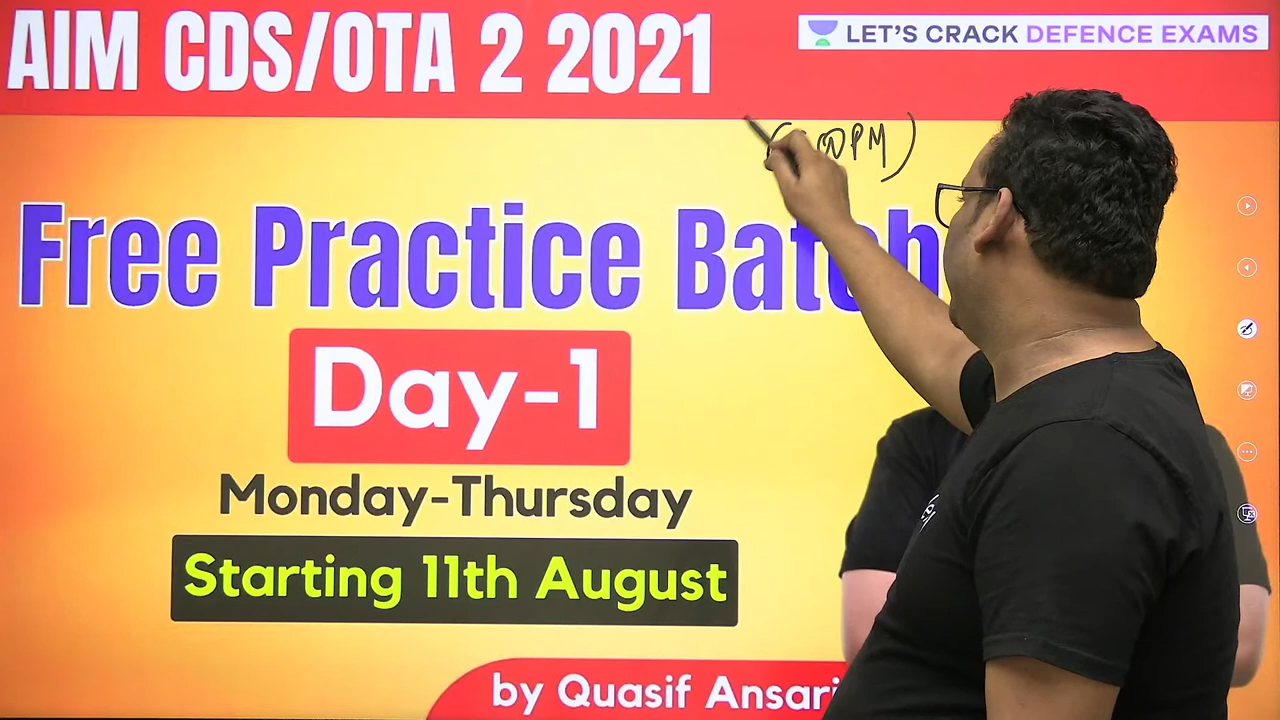 AIM CDS/OTA 2 2021
LET'S CRACK DEFENCE EXAMS
PM)
Free Practice Batch
Day-1
Monday-Thursday
Starting 11th August
by Quasif Ansari